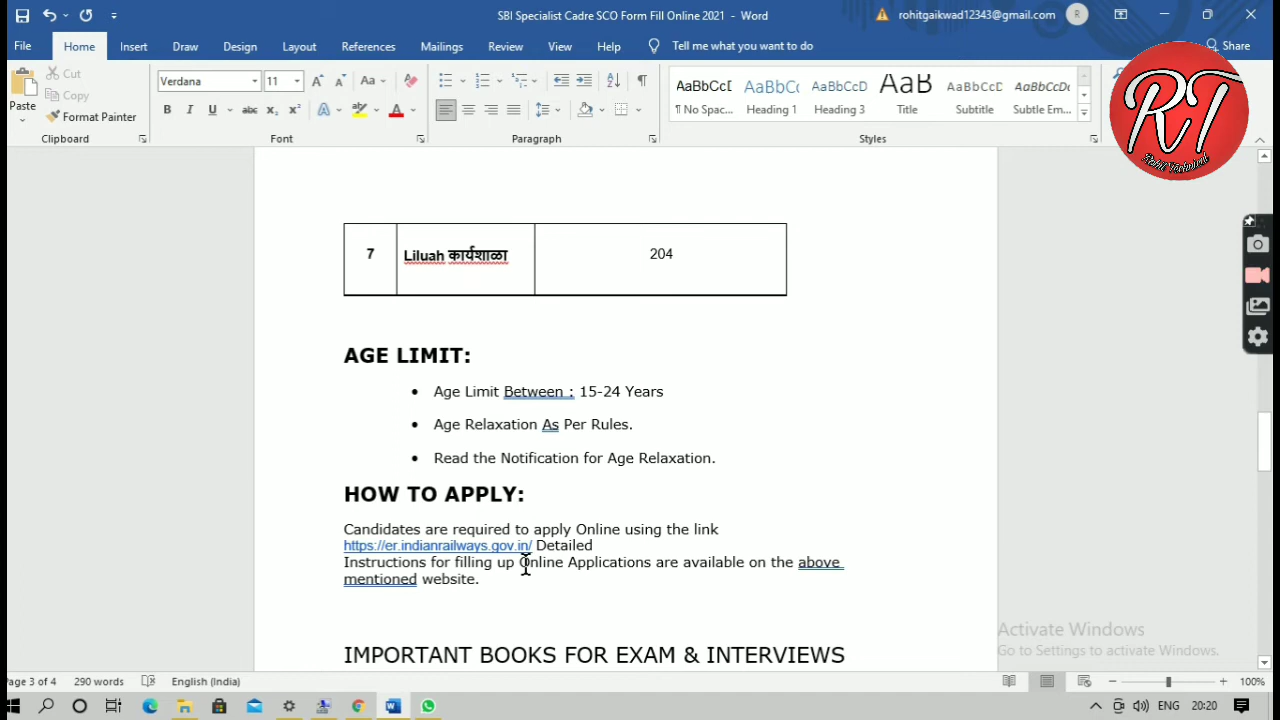 SBI Specialist Cadre SCO Form Fill Online 2021 - Word
rohitgaikwad12343@gmail.com
R
File Home Insert Draw Design Layout References Mailings Review View Help Tell me what you want to do
Share
Paste
Cut
Copy
Format Painter
Verdana 11
AaBbCcI AaBbCc AaBbCcD AaB AaBbCcD AaBbCcDc
¶ No Spac... Heading 1 Heading 3 Title Subtitle Subtle Em...
Clipboard Font Paragraph Styles
RT
Rohit Technical
7 Liluah कार्यशाळा 204
AGE LIMIT:
• Age Limit Between : 15-24 Years
• Age Relaxation As Per Rules.
• Read the Notification for Age Relaxation.
HOW TO APPLY:
Candidates are required to apply Online using the link
https://er.indianrailways.gov.in/ Detailed
Instructions for filling up Online Applications are available on the above
mentioned website.
IMPORTANT BOOKS FOR EXAM & INTERVIEWS
Activate Windows
Go to Settings to activate Windows.
age 3 of 4 290 words English (India) 100%
ENG 20:20